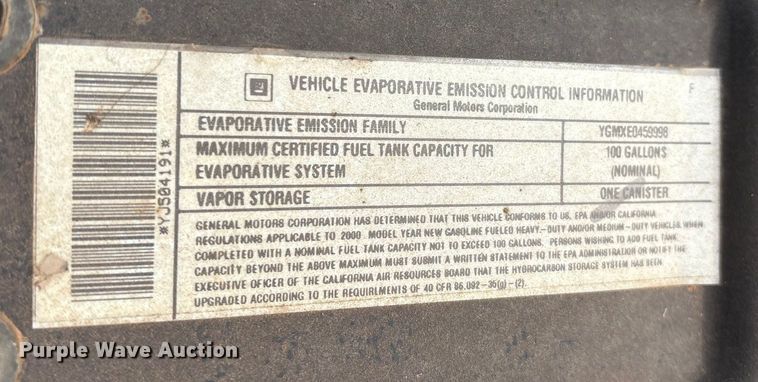 VEHICLE EVAPORATIVE EMISSION CONTROL INFORMATION F
General Motors Corporation
EVAPORATIVE EMISSION FAMILY YGMXE0459998
MAXIMUM CERTIFIED FUEL TANK CAPACITY FOR 100 GALLONS
EVAPORATIVE SYSTEM (NOMINAL)
VAPOR STORAGE ONE CANISTER
GENERAL MOTORS CORPORATION HAS DETERMINED THAT THIS VEHICLE CONFORMS TO US. EPA AND/OR CALIFORNIA
REGULATIONS APPLICABLE TO 2000 MODEL YEAR NEW GASOLINE FUELED HEAVY-DUTY AND/OR MEDIUM-DUTY VEHICLES WHEN
COMPLETED WITH A NOMINAL FUEL TANK CAPACITY NOT TO EXCEED 100 GALLONS. PERSONS WISHING TO ADD FUEL TANK
CAPACITY BEYOND THE ABOVE MAXIMUM MUST SUBMIT A WRITTEN STATEMENT TO THE EPA ADMINISTRATION OR NOTIFY THE
EXECUTIVE OFICER OF THE CALIFORNIA AIR RESOURCES BOARD THAT THE HYDROCARBON STORAGE SYSTEM HAS BEEN
UPGRADED ACCORDING TO THE REQUIRLMENTS OF 40 CFR 86.092-35(g)-(2).
*YJ504191*
Purple Wave Auction